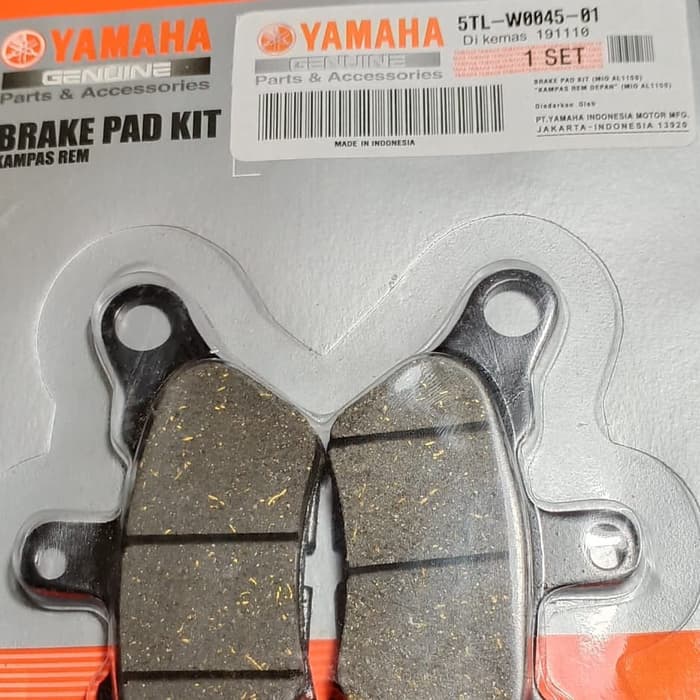 YAMAHA
GENUINE
Parts & Accessories
BRAKE PAD KIT
KAMPAS REM
YAMAHA
GENUINE
Parts & Accessories
5TL-W0045-01
Di kemas 191110
1 SET
BRAKE PAD KIT (MIO AL115S)
"KAMPAS REM DEPAN" (MIO AL115S)
Diedarkan Oleh
PT.YAMAHA INDONESIA MOTOR MFG.
JAKARTA-INDONESIA 13920
MADE IN INDONESIA